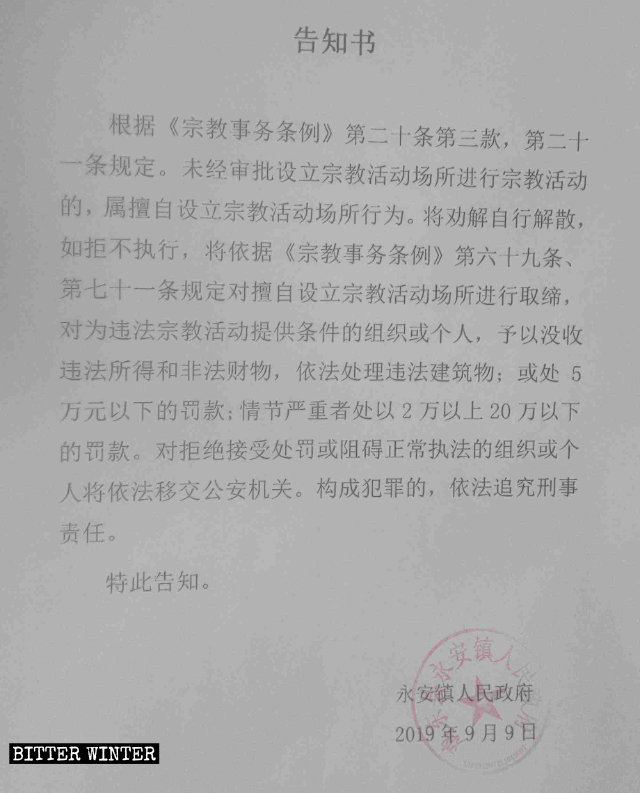 告知书
根据《宗教事务条例》第二十条第三款，第二十
一条规定。未经审批设立宗教活动场所进行宗教活动
的，属擅自设立宗教活动场所行为。将劝解自行解散，
如拒不执行，将依据《宗教事务条例》第六十九条、
第七十一条规定对擅自设立宗教活动场所进行取缔，
对为违法宗教活动提供条件的组织或个人，予以没收
违法所得和非法财物，依法处理违法建筑物；或处 5
万元以下的罚款;情节严重者处以2万以上20万以下
的罚款。对拒绝接受处罚或阻碍正常执法的组织或个
人将依法移交公安机关。构成犯罪的，依法追究刑事
责任。
特此告知。
永安镇人民
永安镇人民政府
2019年9月9日
BITTER WINTER